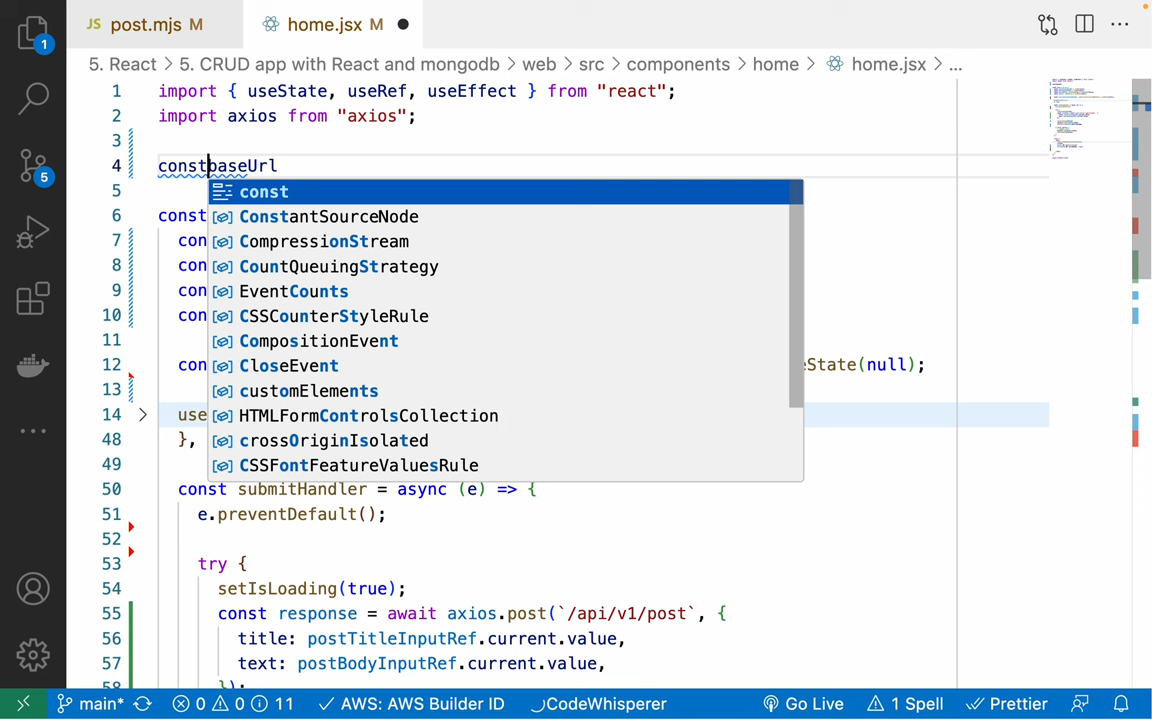 JS post.mjs M
home.jsx M
5. React > 5. CRUD app with React and mongodb > web > src > components > home > home.jsx > ...
1
1 import { useState, useRef, useEffect } from "react";
2 import axios from "axios";
3
4 constbaseUrl
5
const
6 const
ConstantSourceNode
7 con
CompressionStream
8 con
CountQueuingStrategy
9 con
EventCounts
10 con
CSSCounterStyleRule
11
CompositionEvent
12 con
CloseEvent
eState(null);
13
customElements
14 use
HTMLFormControlsCollection
48 },
crossOriginIsolated
49
CSSFontFeatureValuesRule
50 const submitHandler = async (e) => {
51 e.preventDefault();
52
53 try {
54 setIsLoading(true);
55 const response = await axios.post(`/api/v1/post`, {
56 title: postTitleInputRef.current.value,
57 text: postBodyInputRef.current.value,
58 });
5
main* 0 0 11 AWS: AWS Builder ID CodeWhisperer Go Live 1 Spell Prettier